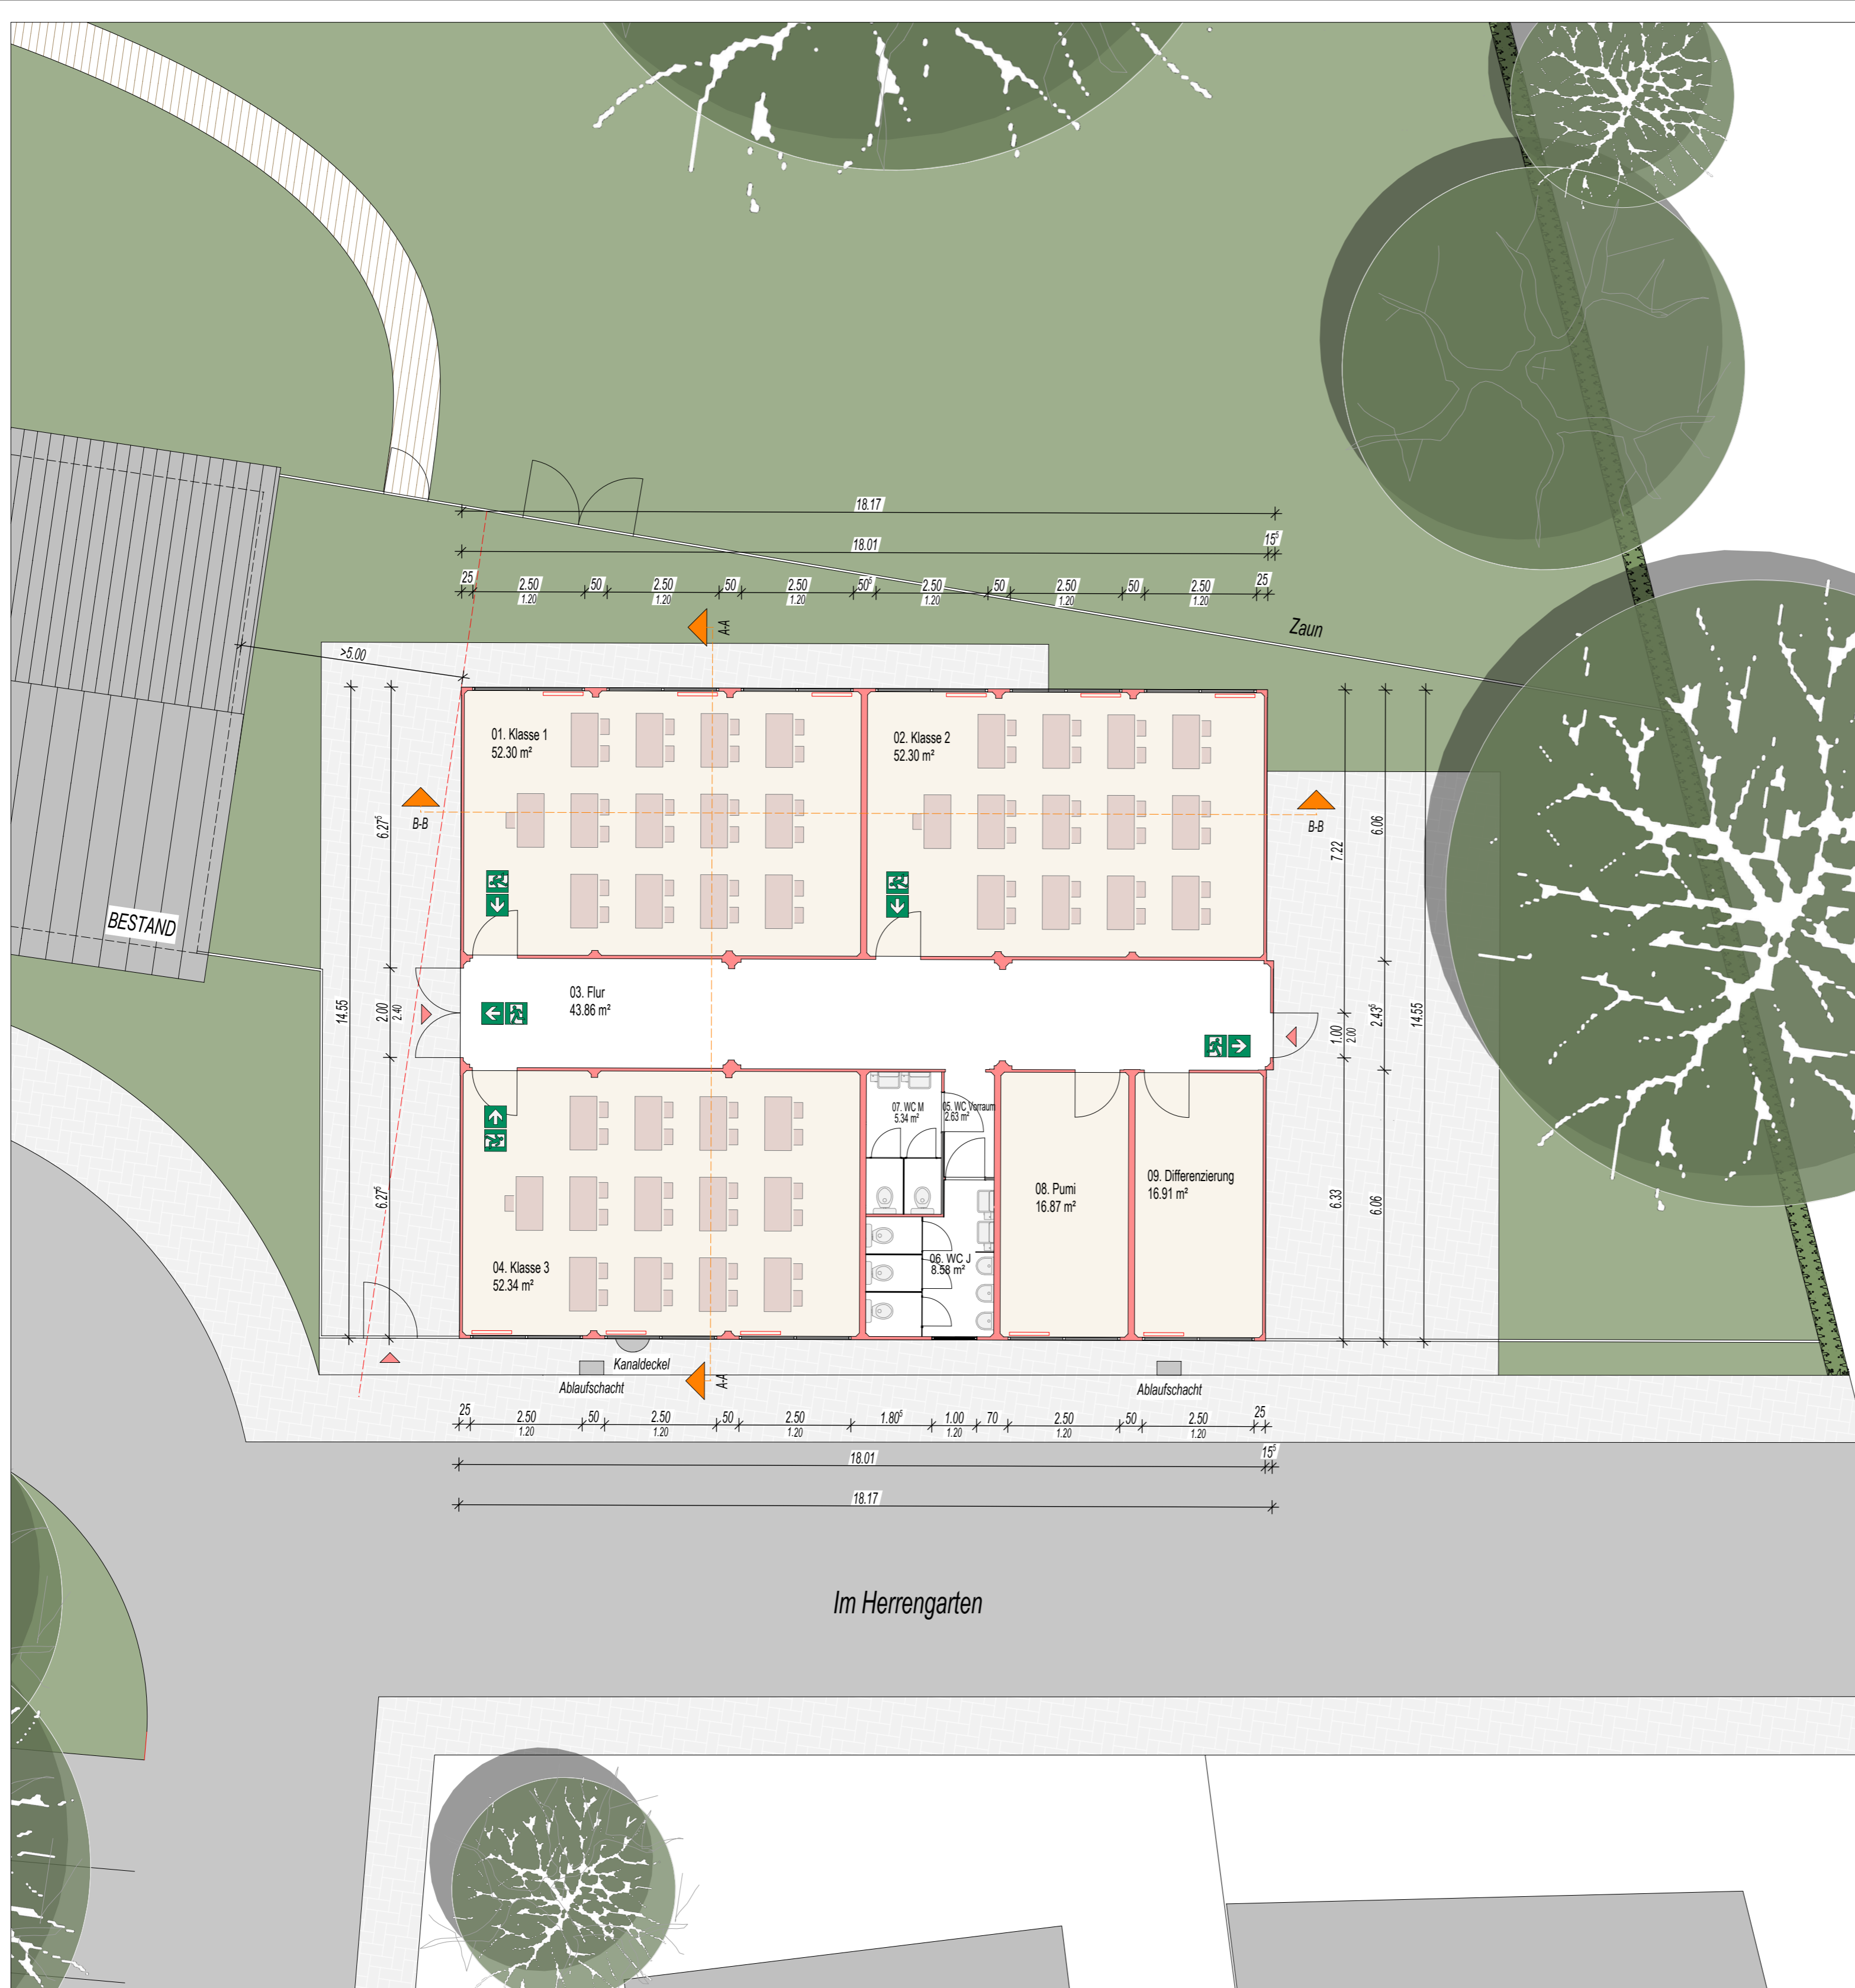 18.17
18.01
15⁵
25
2.50
1.20
50
2.50
1.20
50
2.50
1.20
50⁵
2.50
1.20
50
2.50
1.20
50
2.50
1.20
25
A-A
Zaun
>5.00
01. Klasse 1
52.30 m²
02. Klasse 2
52.30 m²
B-B
B-B
6.27⁵
7.22
6.06
BESTAND
03. Flur
43.86 m²
14.55
2.00
2.40
1.00
2.00
2.43⁵
14.55
07. WC M
5.34 m²
05. WC Vorraum
2.63 m²
08. Pumi
16.87 m²
09. Differenzierung
16.91 m²
6.27⁵
6.33
6.06
04. Klasse 3
52.34 m²
06. WC J
8.58 m²
Kanaldeckel
Ablaufschacht
A-A
Ablaufschacht
25
2.50
1.20
50
2.50
1.20
50
2.50
1.20
1.80⁵
1.00
1.20
70
2.50
1.20
50
2.50
1.20
25
18.01
15⁵
18.17
Im Herrengarten